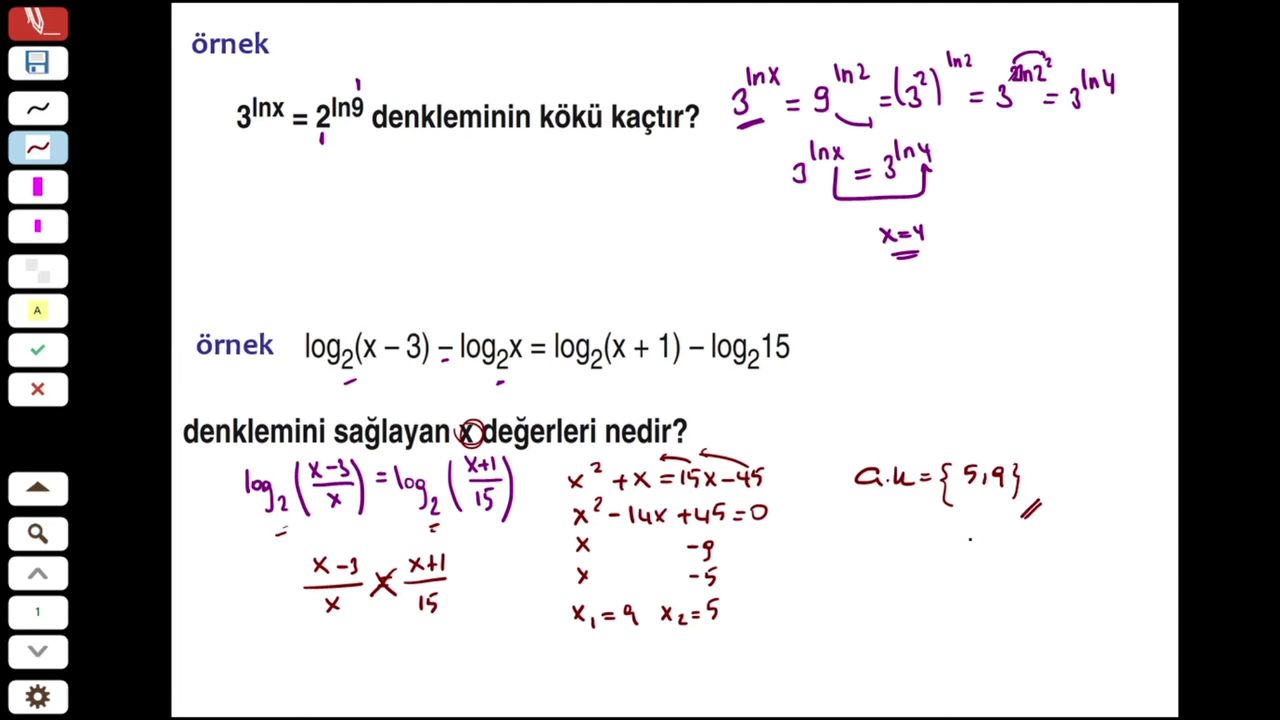 örnek
3^lnx = 2^ln9 denkleminin kökü kaçtır?
3^lnx = 9^ln2 = (3^2)^ln2 = 3^2ln2^2 = 3^ln4
3^lnx = 3^ln4
x=4
örnek log₂(x – 3) – log₂x = log₂(x + 1) – log₂15
denklemini sağlayan x değerleri nedir?
log₂((x-3)/x) = log₂((x+1)/15)
(x-3)/x = (x+1)/15
x² + x = 15x - 45
x² - 14x + 45 = 0
x -9
x -5
x₁ = 9 x₂ = 5
Ç.K = { 5, 9 }
A
1